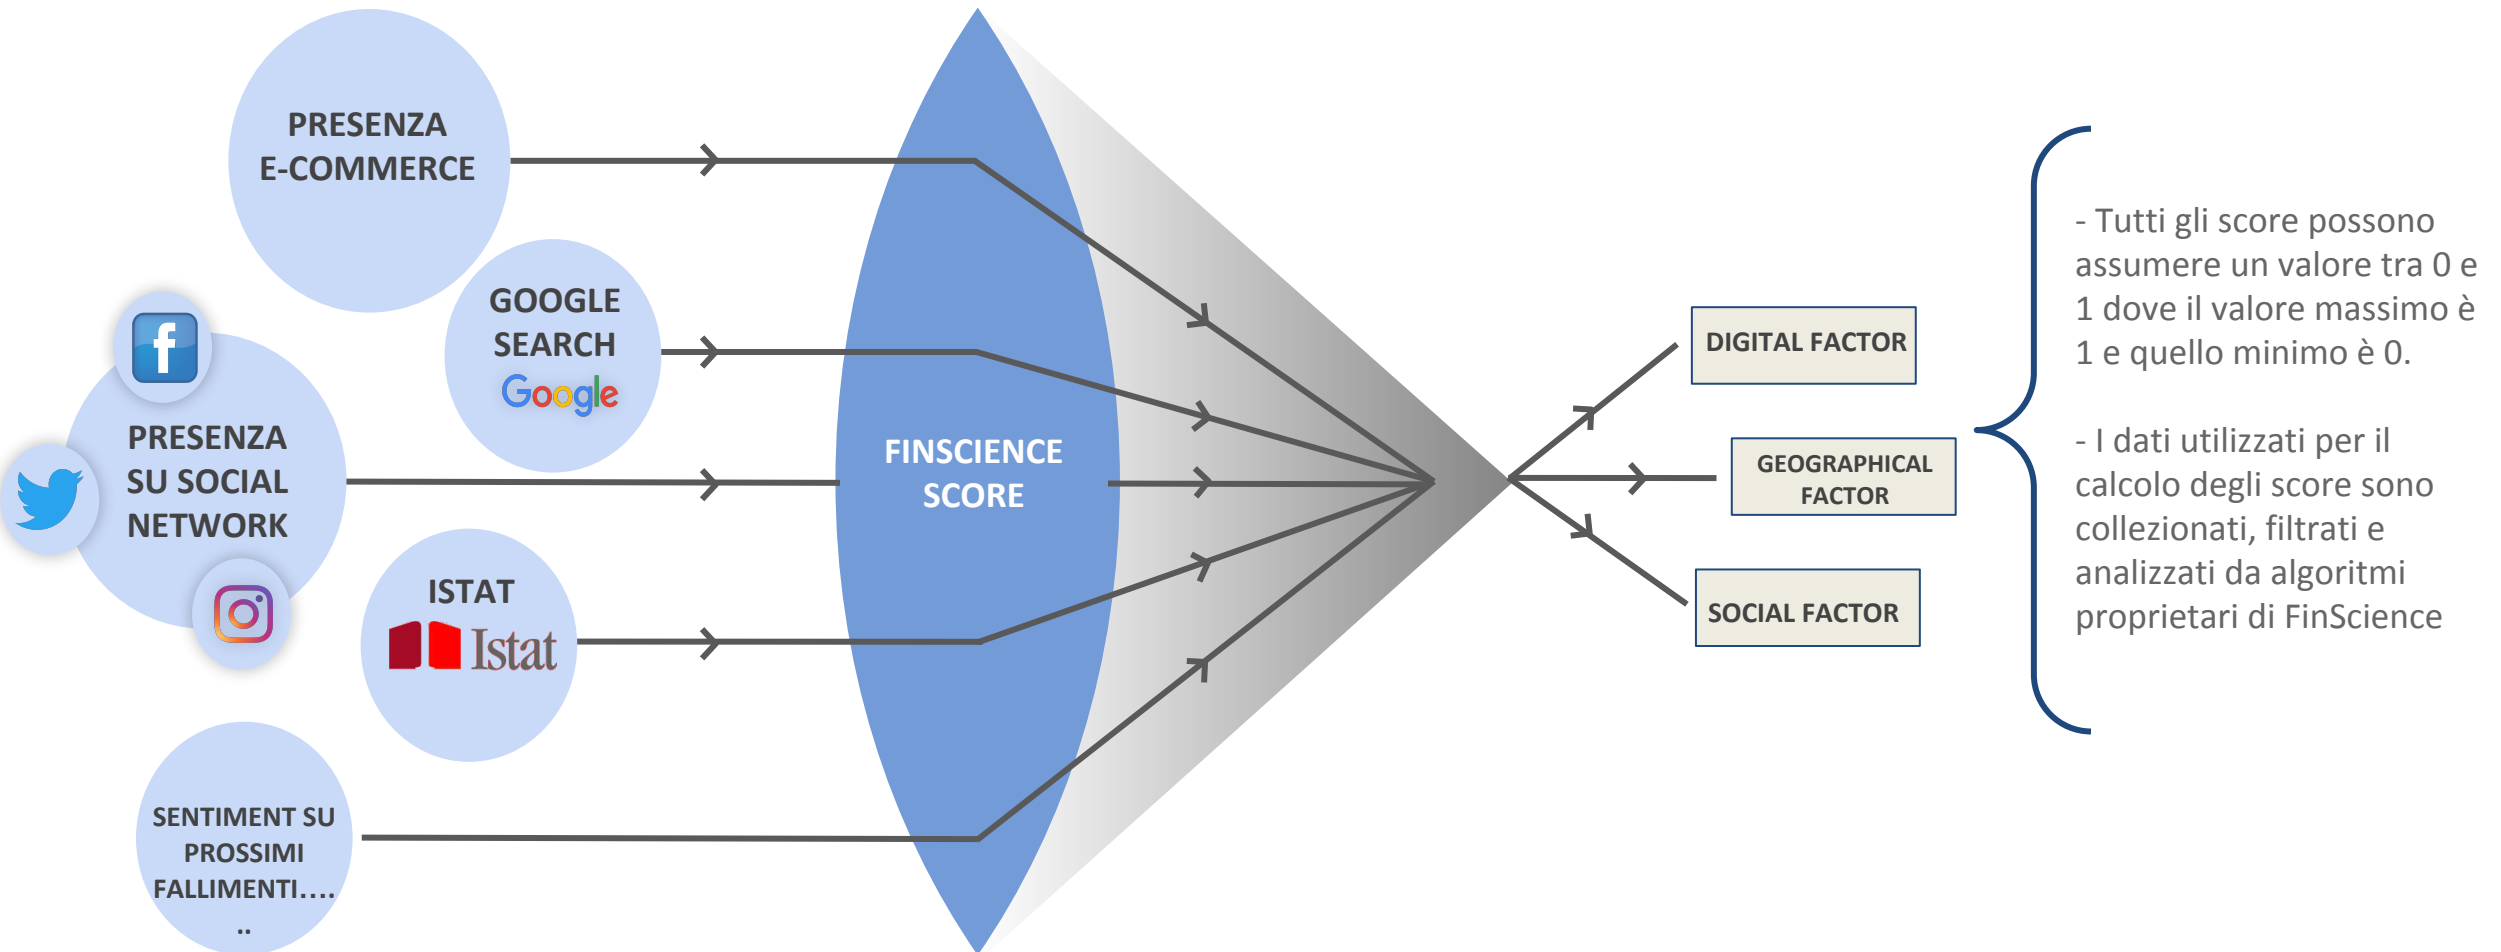 PRESENZA
E-COMMERCE
GOOGLE
SEARCH
Google
PRESENZA
SU SOCIAL
NETWORK
ISTAT
Istat
SENTIMENT SU
PROSSIMI
FALLIMENTI....
..
FINSCIENCE
SCORE
DIGITAL FACTOR
GEOGRAPHICAL
FACTOR
SOCIAL FACTOR
- Tutti gli score possono
assumere un valore tra 0 e
1 dove il valore massimo è
1 e quello minimo è 0.
- I dati utilizzati per il
calcolo degli score sono
collezionati, filtrati e
analizzati da algoritmi
proprietari di FinScience